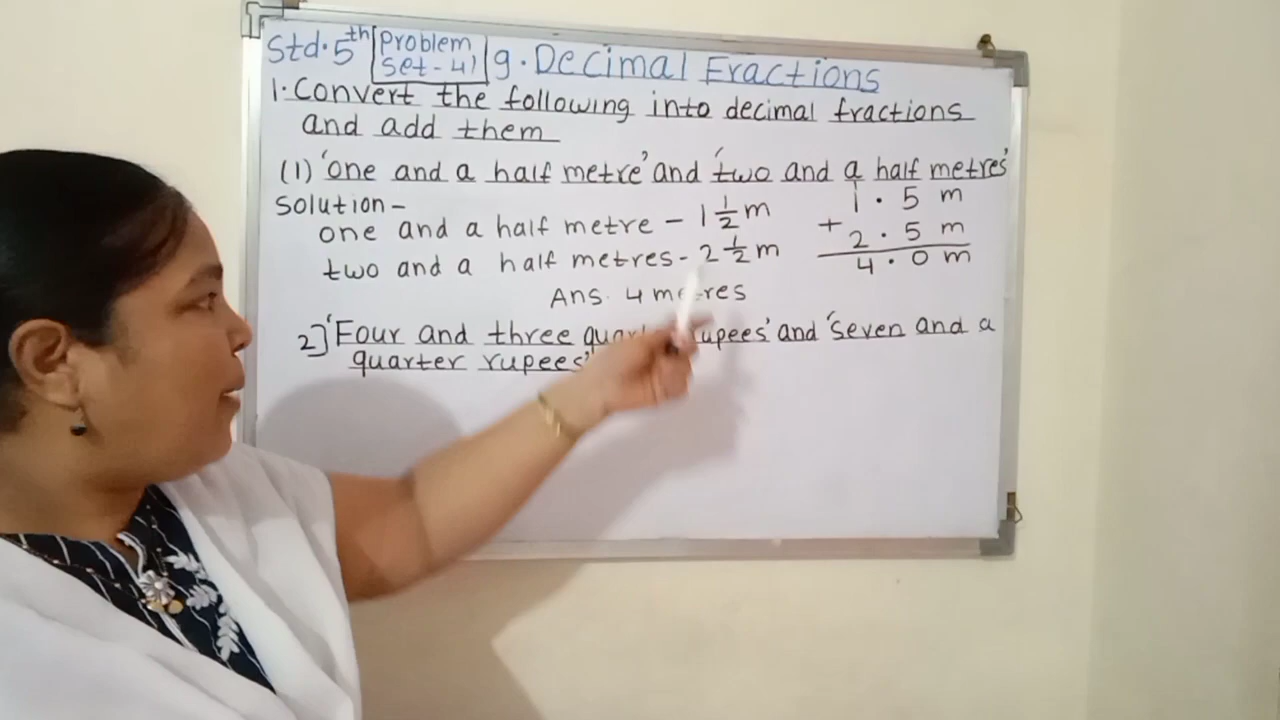 Std. 5th Problem Set-41 9. Decimal Fractions
1. Convert the following into decimal fractions
and add them
(1) 'one and a half metre' and 'two and a half metres'
Solution-
one and a half metre - 1 1/2 m
two and a half metres - 2 1/2 m
1.5 m
+ 2.5 m
4.0 m
Ans. 4 metres
2] 'Four and three quarter rupees' and 'seven and a
quarter rupees'